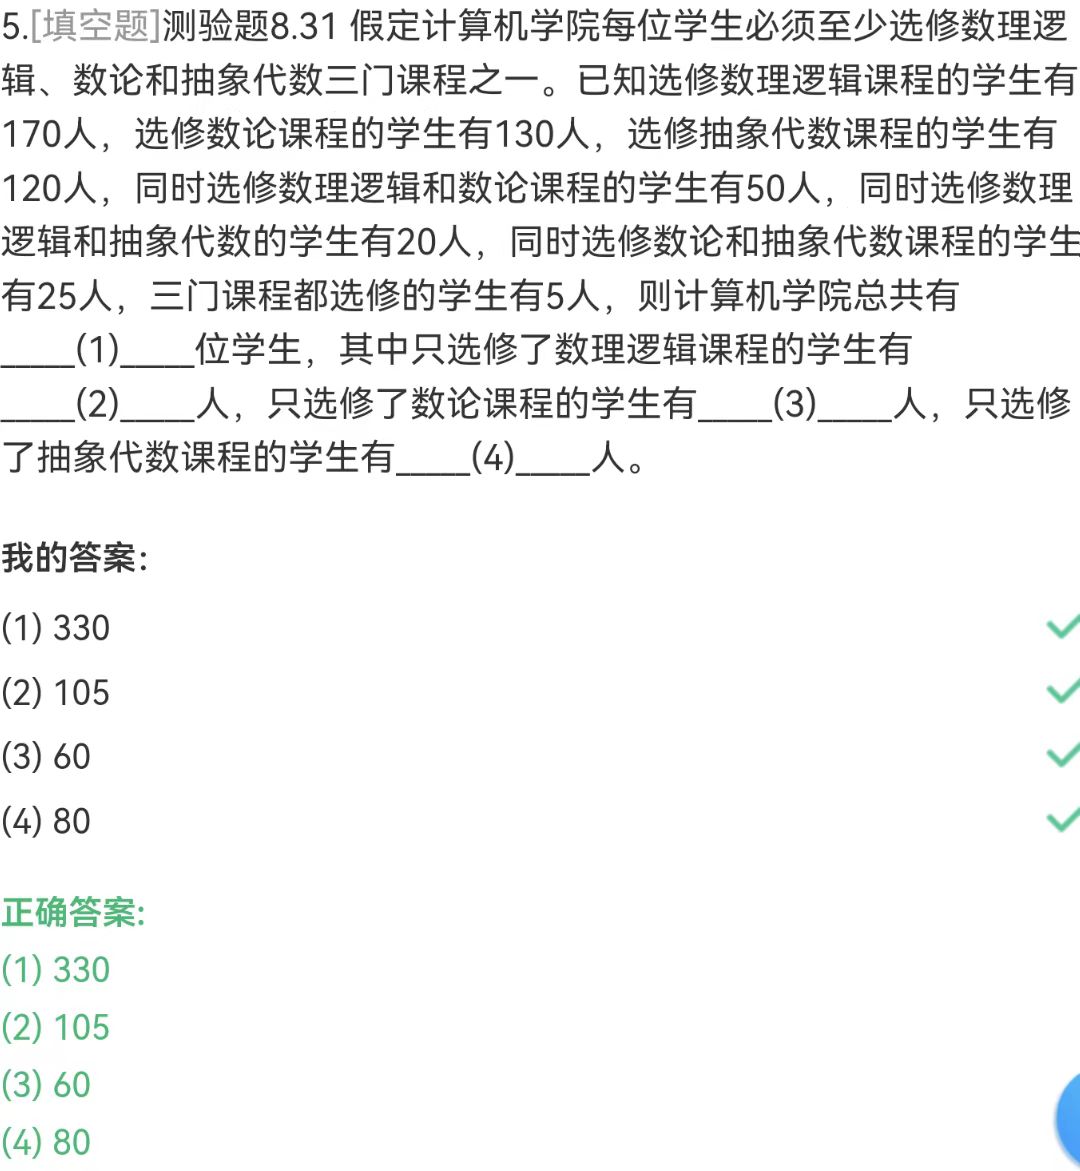 5.[填空题]测验题8.31 假定计算机学院每位学生必须至少选修数理逻
辑、数论和抽象代数三门课程之一。已知选修数理逻辑课程的学生有
170人，选修数论课程的学生有130人，选修抽象代数课程的学生有
120人，同时选修数理逻辑和数论课程的学生有50人，同时选修数理
逻辑和抽象代数的学生有20人，同时选修数论和抽象代数课程的学生
有25人，三门课程都选修的学生有5人，则计算机学院总共有
____(1)____位学生，其中只选修了数理逻辑课程的学生有
____(2)____人，只选修了数论课程的学生有____(3)____人，只选修
了抽象代数课程的学生有____(4)____人。
我的答案:
(1) 330
(2) 105
(3) 60
(4) 80
正确答案:
(1) 330
(2) 105
(3) 60
(4) 80